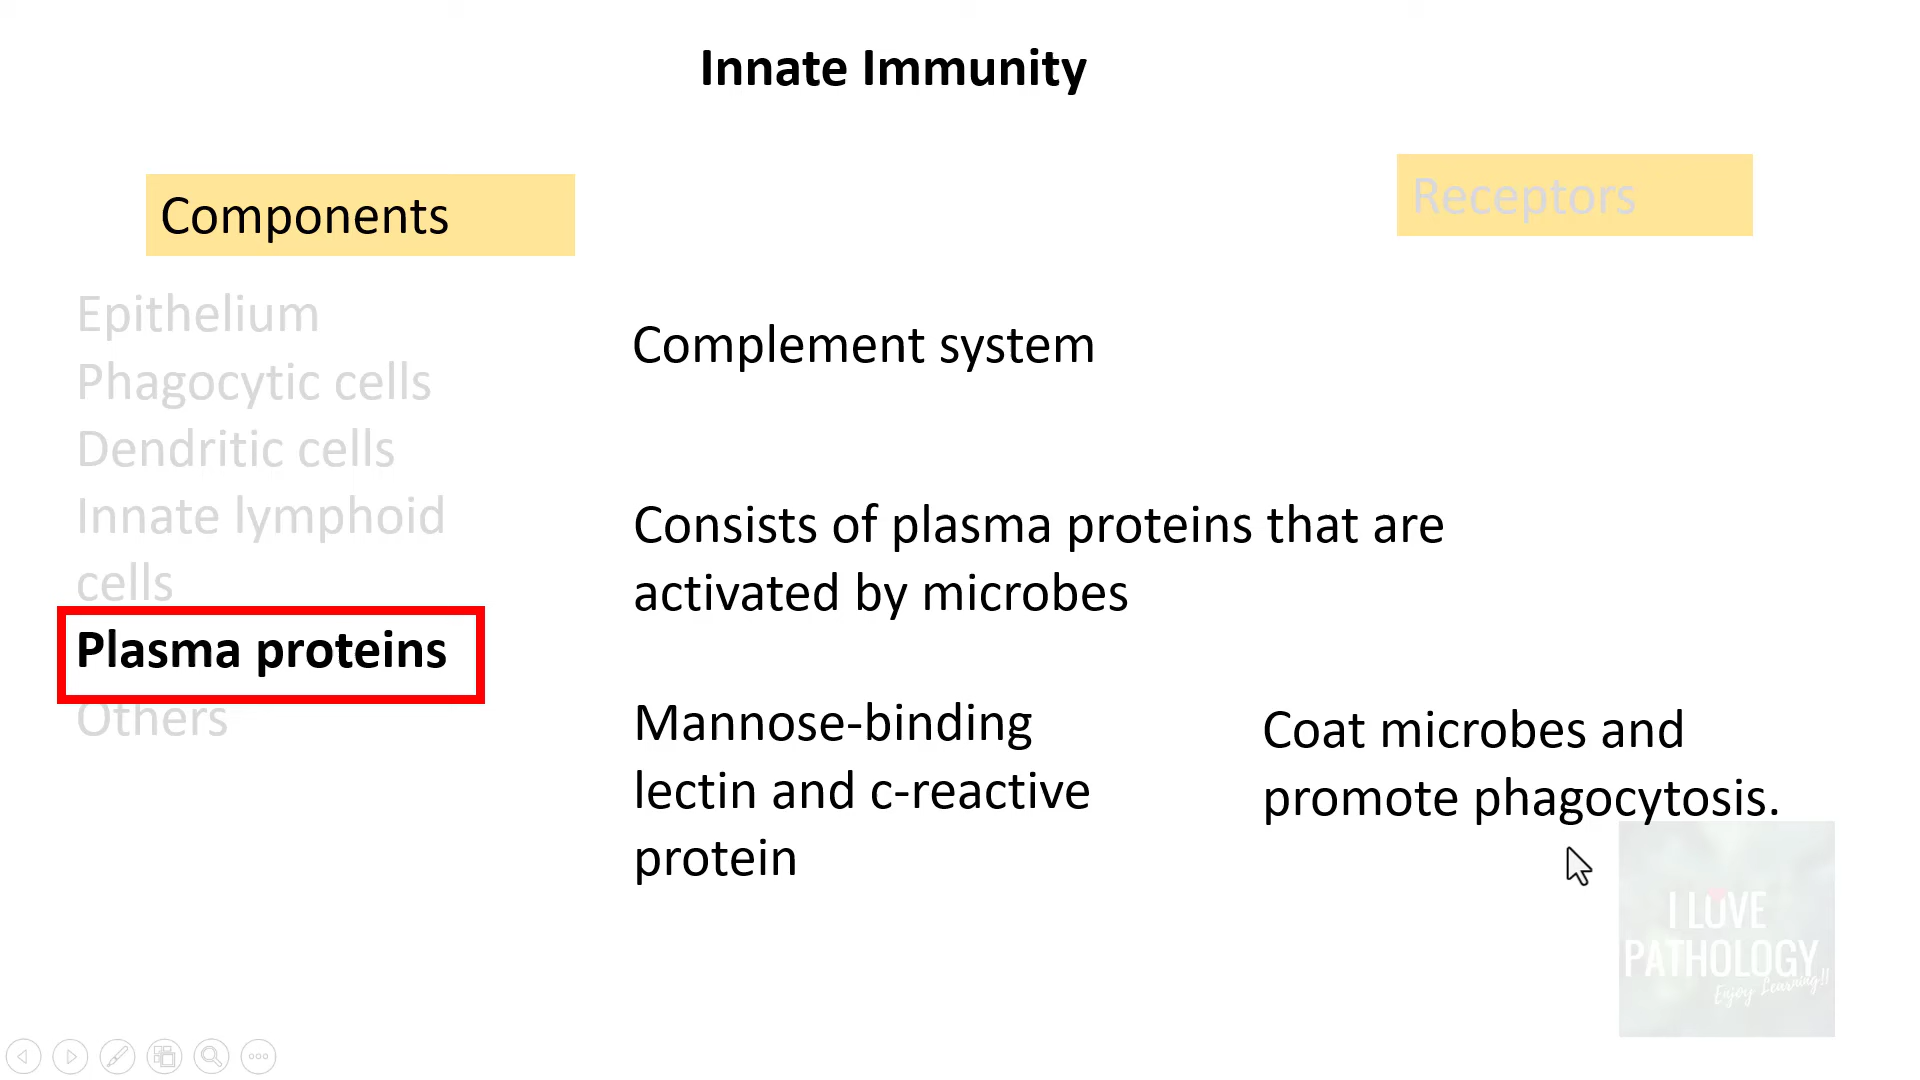 Innate Immunity
Components
Receptors
Epithelium
Phagocytic cells
Dendritic cells
Innate lymphoid
cells
Plasma proteins
Others
Complement system
Consists of plasma proteins that are
activated by microbes
Mannose-binding
lectin and c-reactive
protein
Coat microbes and
promote phagocytosis.
I LOVE
PATHOLOGY
Enjoy Learning!!